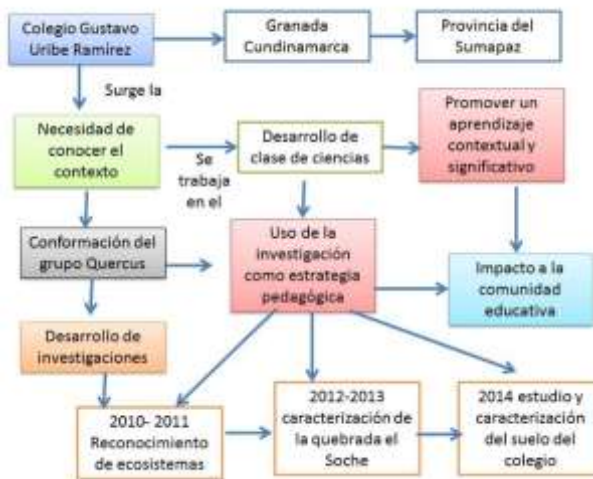 Colegio Gustavo
Uribe Ramírez
Granada
Cundinamarca
Provincia del
Sumapaz
Surge la
Necesidad de
conocer el
contexto
Se
trabaja
en el
Desarrollo de
clase de ciencias
Promover un
aprendizaje
contextual y
significativo
Conformación del
grupo Quercus
Uso de la
investigación
como estrategia
pedagógica
Impacto a la
comunidad
educativa
Desarrollo de
investigaciones
2010- 2011
Reconocimiento
de ecosistemas
2012-2013
caracterización de
la quebrada el
Soche
2014 estudio y
caracterización
del suelo del
colegio